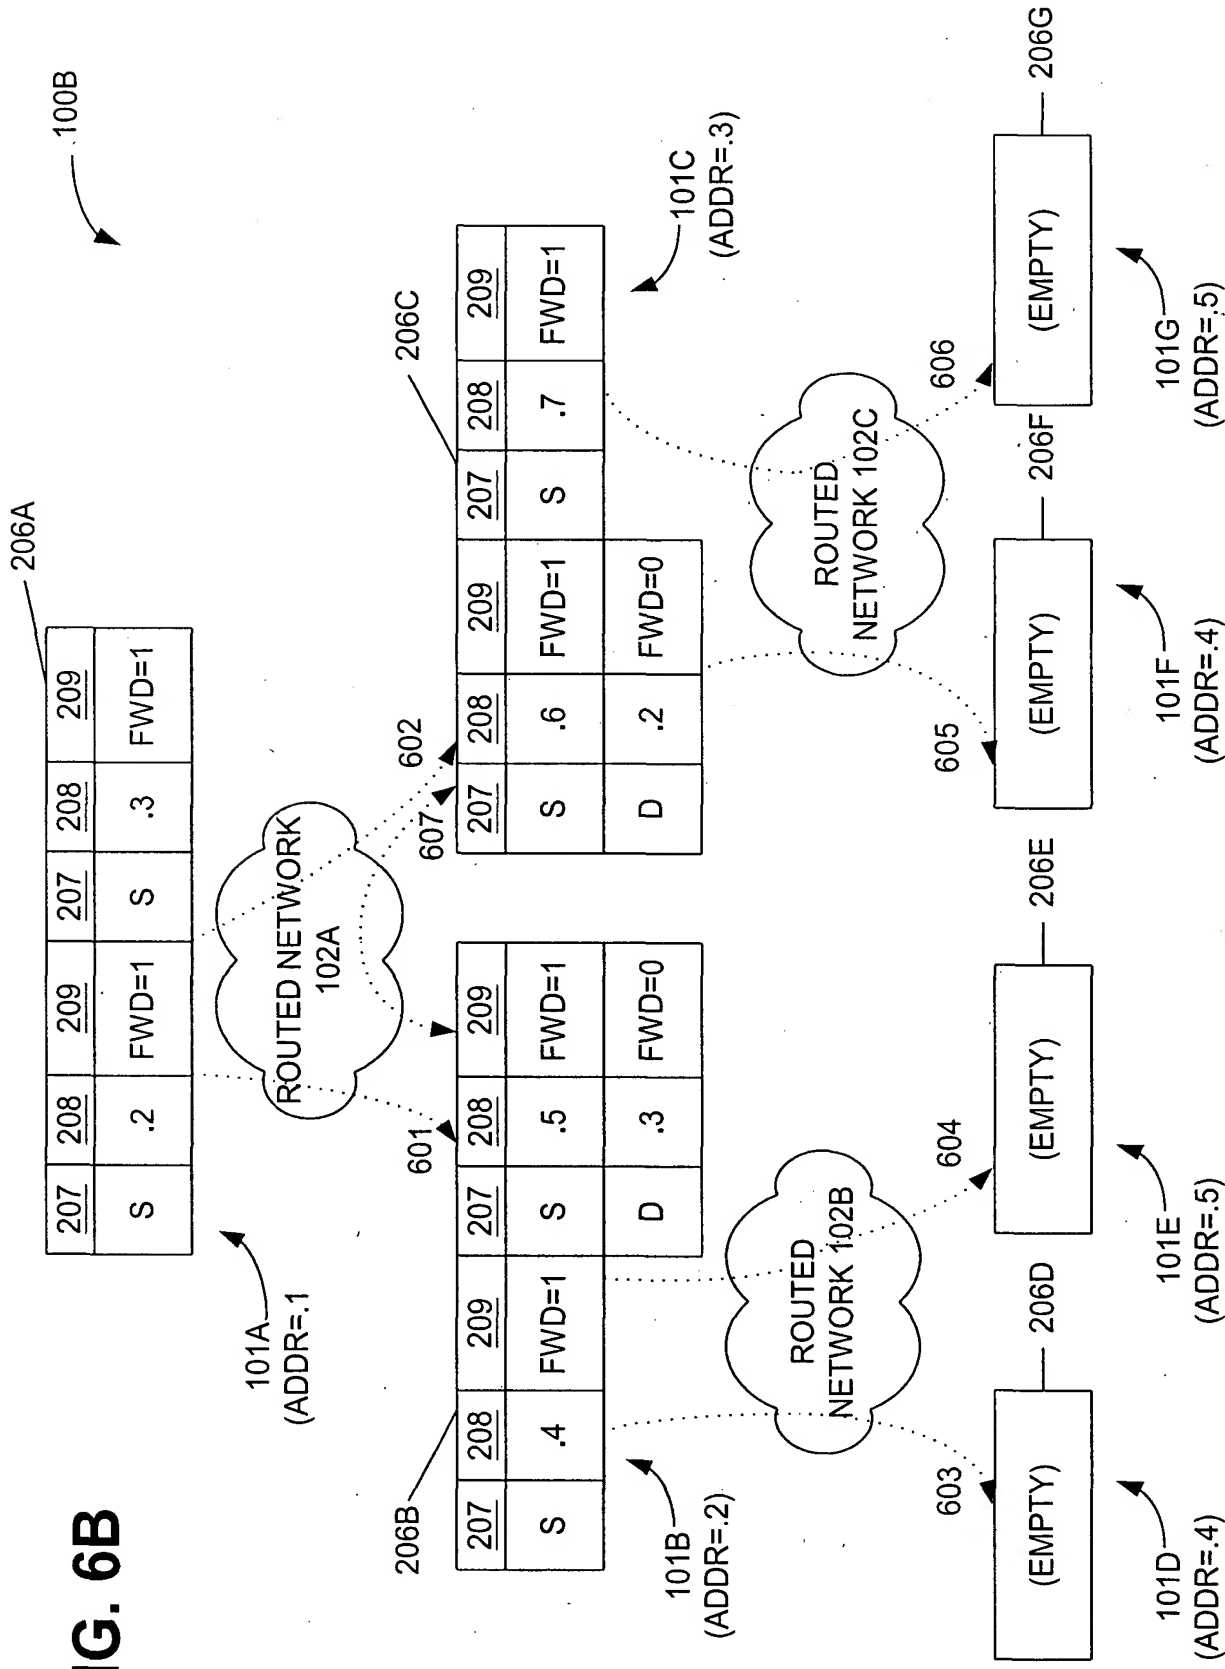 IG. 6B
100B
206A
207 208 209 207 208 209
S .2 FWD=1 S .3 FWD=1
101A
(ADDR=.1
ROUTED NETWORK
102A
601
607
602
206B
207 208 209 207 208 209
S .4 FWD=1 S .5 FWD=1
D .3 FWD=0
101B
(ADDR=.2)
206C
207 208 209 207 208 209
S .6 FWD=1 S .7 FWD=1
D .2 FWD=0
101C
(ADDR=.3)
ROUTED
NETWORK 102B
ROUTED
NETWORK 102C
603
604
605
606
(EMPTY)
206D
(EMPTY)
206E
(EMPTY)
206F
(EMPTY)
206G
101D
(ADDR=.4)
101E
(ADDR=.5)
101F
(ADDR=.4)
101G
(ADDR=.5)